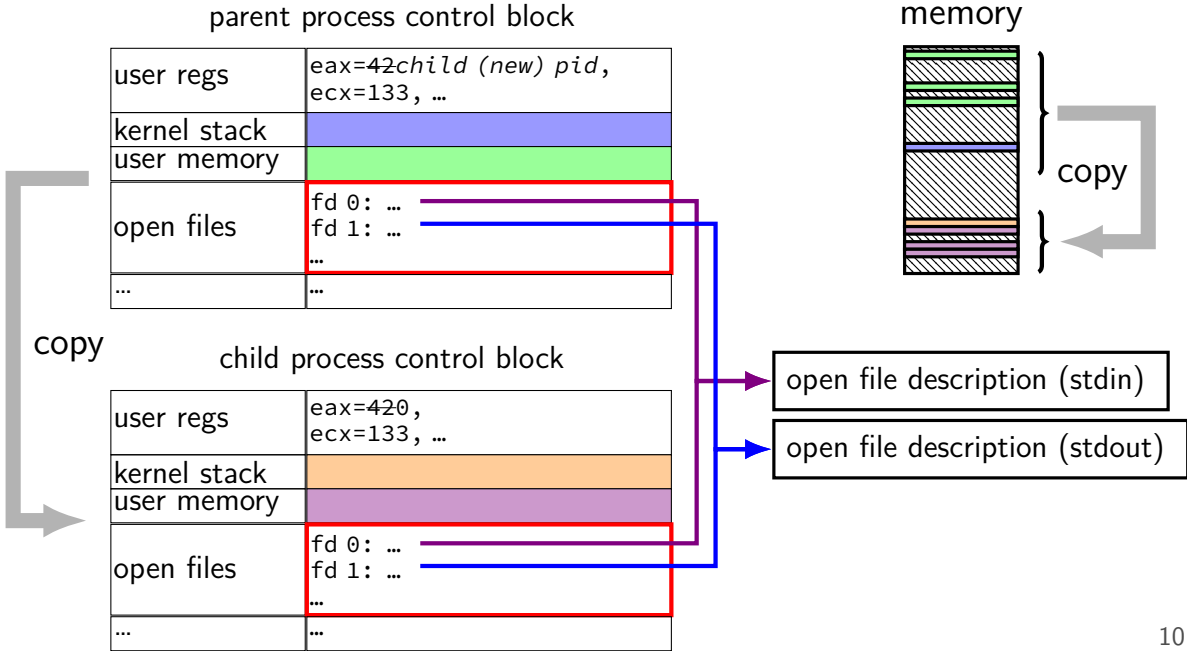 parent process control block
memory
user regs
eax=42child (new) pid,
ecx=133, …
kernel stack
user memory
open files
fd 0: …
fd 1: …
…
… …
copy
copy
child process control block
user regs
eax=420,
ecx=133, …
kernel stack
user memory
open files
fd 0: …
fd 1: …
…
… …
open file description (stdin)
open file description (stdout)
10